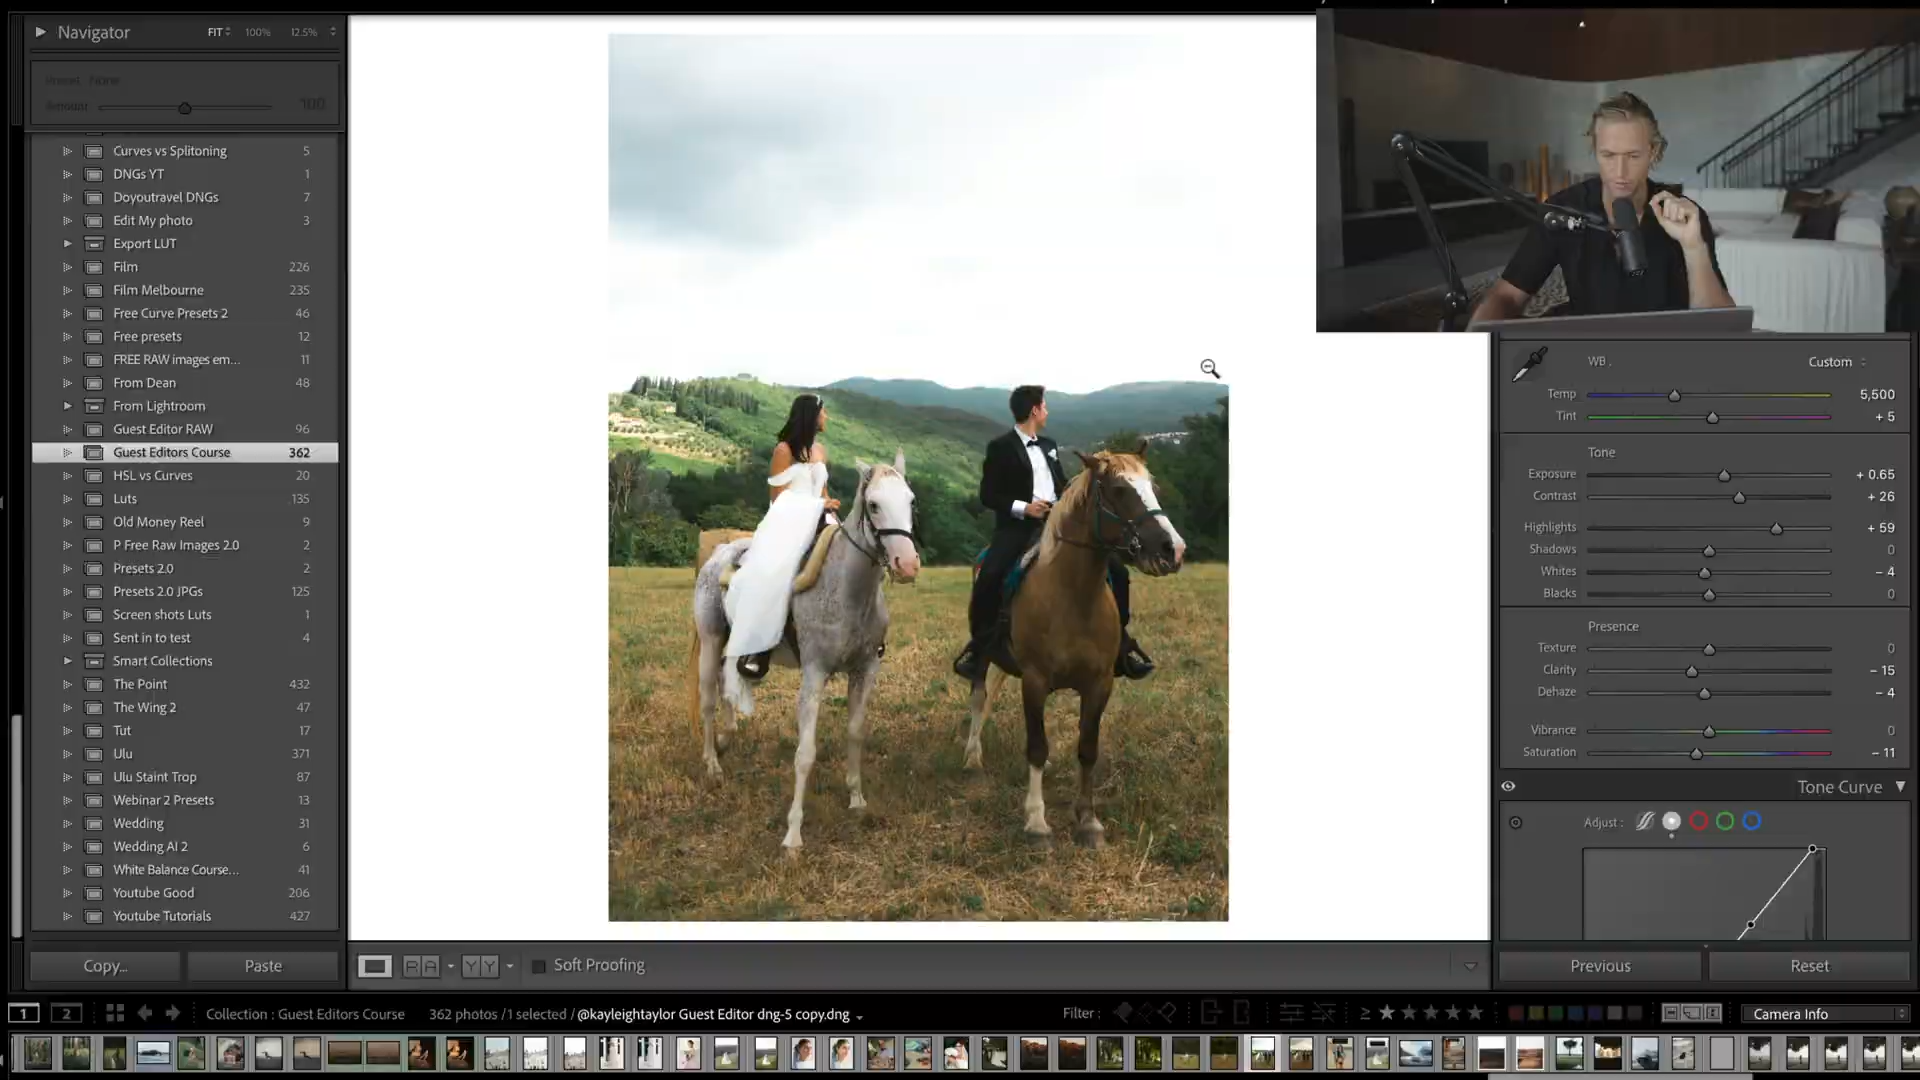 Navigator FIT 100% 12.5%
Preset: None
Amount 100
Curves vs Splitoning 5
DNGs YT 1
Doyoutravel DNGs 7
Edit My photo 3
Export LUT
Film 226
Film Melbourne 235
Free Curve Presets 2 46
Free presets 12
FREE RAW images em... 11
From Dean 48
From Lightroom
Guest Editor RAW 96
Guest Editors Course 362
HSL vs Curves 20
Luts 135
Old Money Reel 9
P Free Raw Images 2.0 2
Presets 2.0 2
Presets 2.0 JPGs 125
Screen shots Luts 1
Sent in to test 4
Smart Collections
The Point 432
The Wing 2 47
Tut 17
Ulu 371
Ulu Staint Trop 87
Webinar 2 Presets 13
Wedding 31
Wedding AI 2 6
White Balance Course... 41
Youtube Good 206
Youtube Tutorials 427
Copy... Paste
R A Y Y Soft Proofing
WB: Custom
Temp 5,500
Tint + 5
Tone
Exposure + 0.65
Contrast + 26
Highlights + 59
Shadows 0
Whites - 4
Blacks 0
Presence
Texture 0
Clarity - 15
Dehaze - 4
Vibrance 0
Saturation - 11
Tone Curve
Adjust :
Previous Reset
1 2 Collection : Guest Editors Course 362 photos / 1 selected / @kayleightaylor Guest Editor dng-5 copy.dng Filter : ≥ ★★★★★ Camera Info